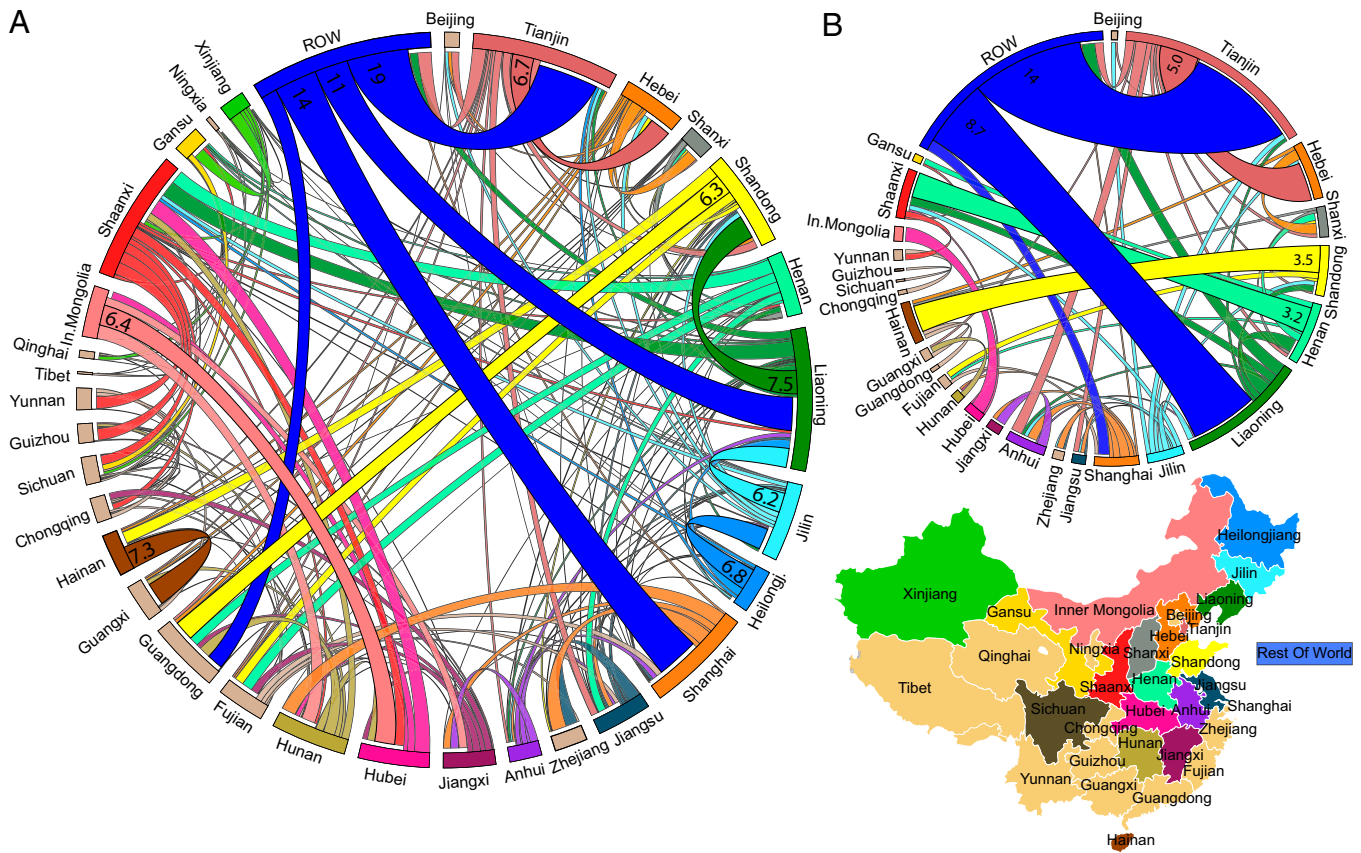 A
ROW
Beijing
Tianjin
Hebei
Shanxi
Shandong
Henan
Liaoning
Jilin
Heilongj.
Shanghai
Jiangsu
Zhejiang
Anhui
Jiangxi
Hubei
Hunan
Fujian
Guangdong
Guangxi
Hainan
Chongqing
Sichuan
Guizhou
Yunnan
Tibet
Qinghai
In.Mongolia
Shaanxi
Gansu
Ningxia
Xinjiang
14
11
19
6.7
6.3
7.5
6.2
6.8
7.3
6.4
B
ROW
Beijing
Tianjin
Hebei
Shanxi
Shandong
Henan
Liaoning
Jilin
Shanghai
Jiangsu
Zhejiang
Anhui
Jiangxi
Hubei
Hunan
Fujian
Guangdong
Guangxi
Hainan
Chongqing
Sichuan
Guizhou
Yunnan
In.Mongolia
Shaanxi
Gansu
14
8.7
5.0
3.5
3.2
Heilongjiang
Jilin
Xinjiang
Liaoning
Gansu
Inner Mongolia
Beijing
Tianjin
Hebei
Ningxia
Shanxi
Qinghai
Shandong
Rest Of World
Henan
Tibet
Shaanxi
Jiangsu
Sichuan
Hubei
Anhui
Shanghai
Chongqing
Zhejiang
Hunan
Jiangxi
Guizhou
Fujian
Yunnan
Guangxi
Guangdong
Hainan